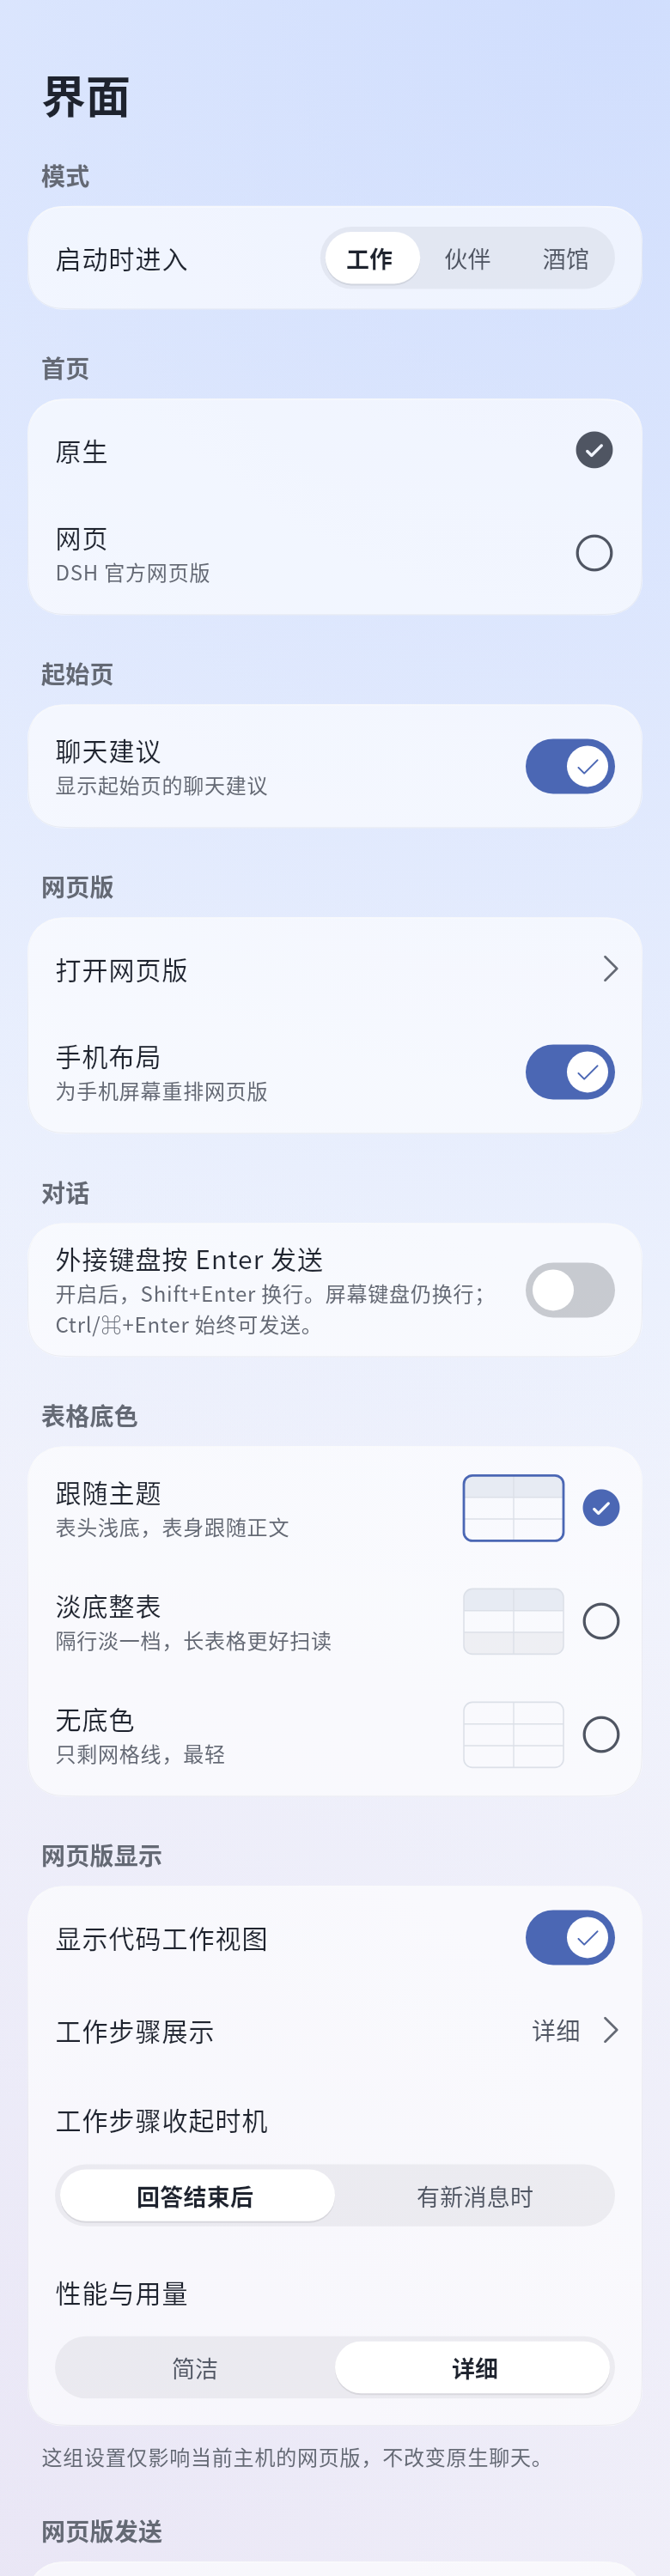 界面
模式
启动时进入
工作
伙伴
酒馆
首页
原生
网页
DSH 官方网页版
起始页
聊天建议
显示起始页的聊天建议
网页版
打开网页版
手机布局
为手机屏幕重排网页版
对话
外接键盘按 Enter 发送
开启后，Shift+Enter 换行。屏幕键盘仍换行；
Ctrl/⌘+Enter 始终可发送。
表格底色
跟随主题
表头浅底，表身跟随正文
淡底整表
隔行淡一档，长表格更好扫读
无底色
只剩网格线，最轻
网页版显示
显示代码工作视图
工作步骤展示
详细
工作步骤收起时机
回答结束后
有新消息时
性能与用量
简洁
详细
这组设置仅影响当前主机的网页版，不改变原生聊天。
网页版发送